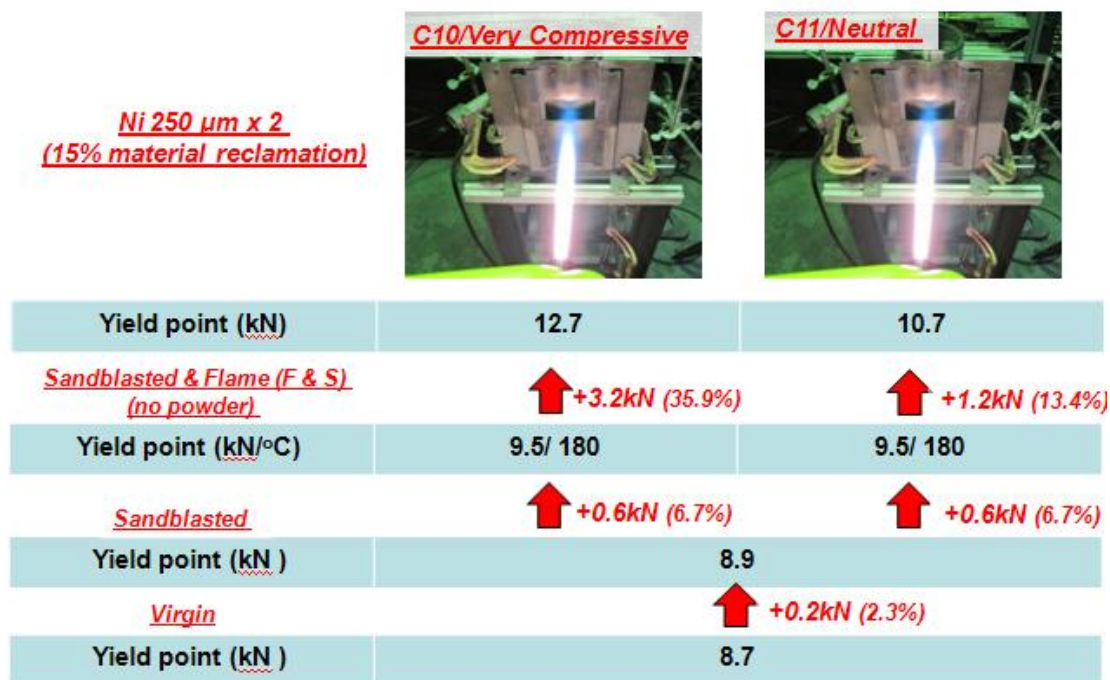 C10/Very Compressive
C11/Neutral
Ni 250 µm x 2
(15% material reclamation)
Yield point (kN)
12.7
10.7
Sandblasted & Flame (F & S)
(no powder)
+3.2kN (35.9%)
+1.2kN (13.4%)
Yield point (kN/°C)
9.5/ 180
9.5/ 180
Sandblasted
+0.6kN (6.7%)
+0.6kN (6.7%)
Yield point (kN )
8.9
Virgin
+0.2kN (2.3%)
Yield point (kN )
8.7